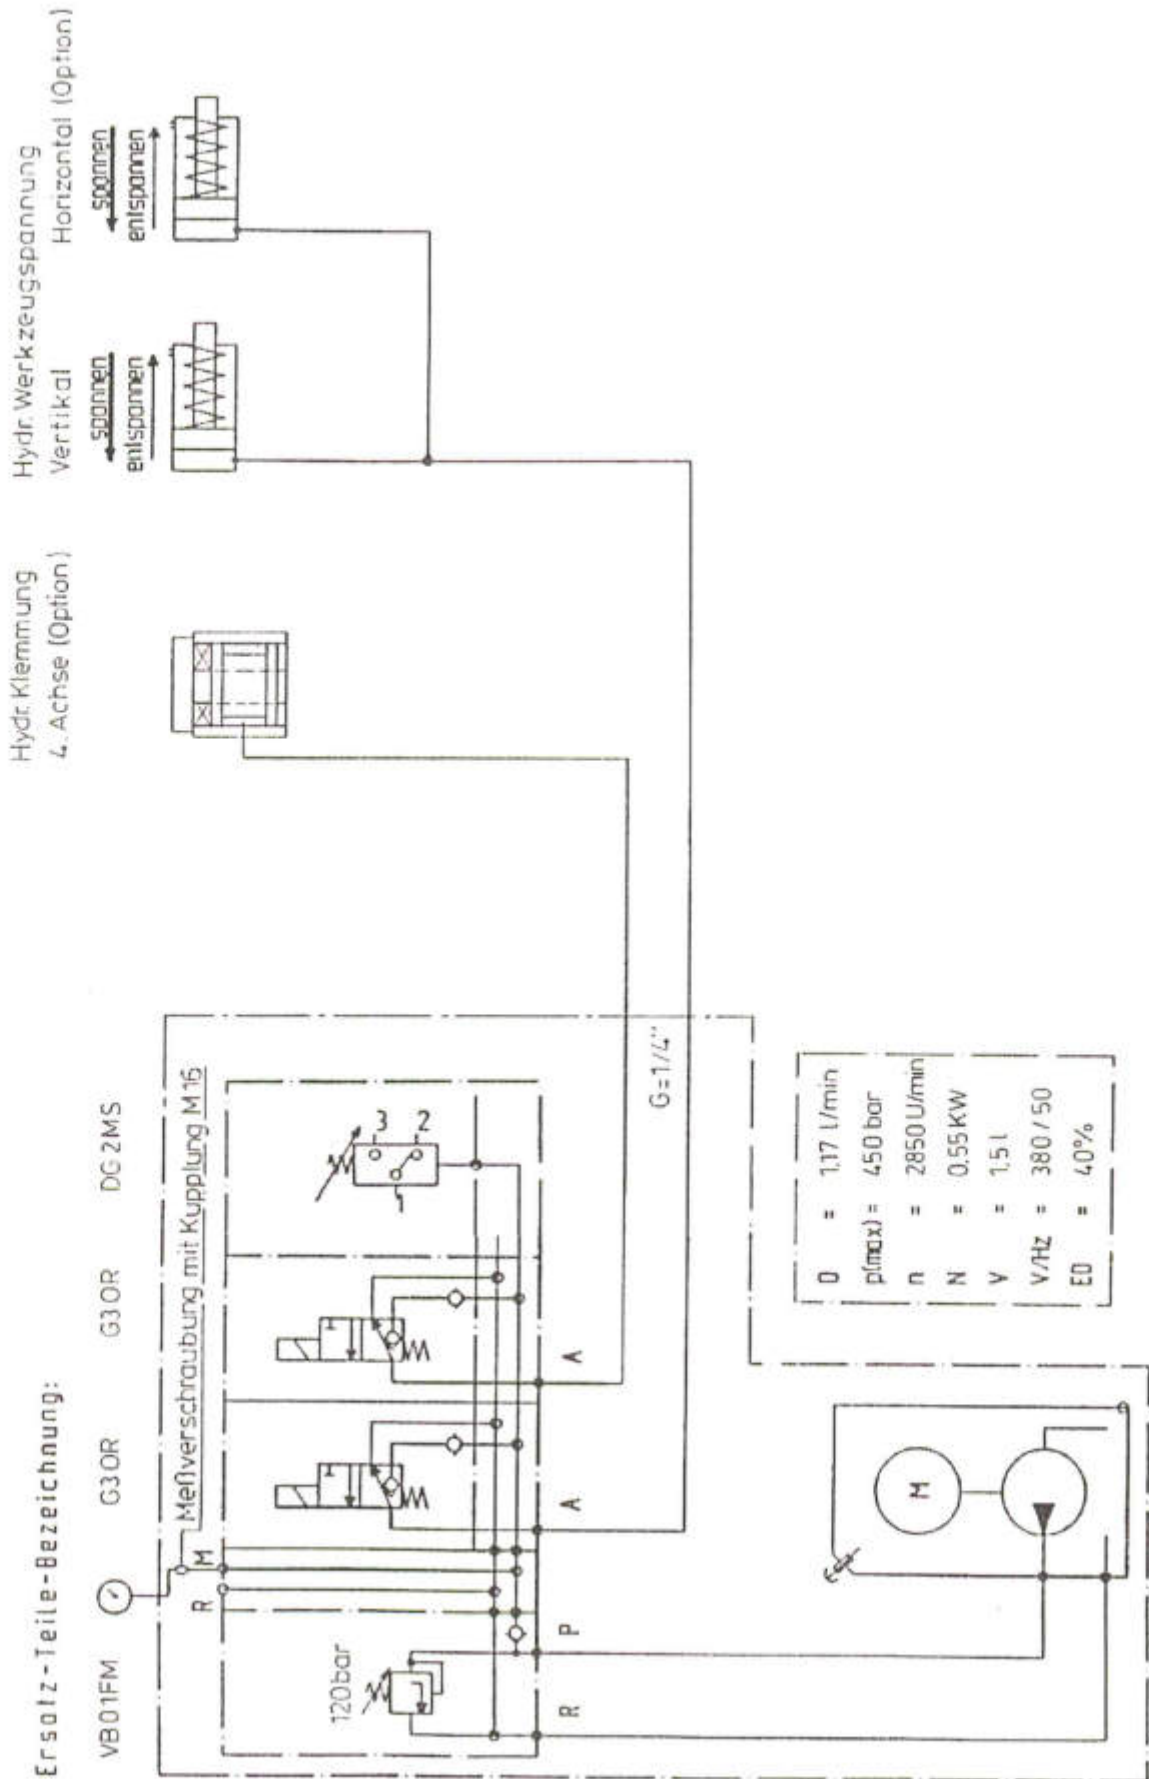 Ersatz-Teile-Bezeichnung:
VB01FM
G3OR
G3OR
DG2MS
Meßverschraubung mit Kupplung M16
R
M
120bar
3
2
1
R
P
A
A
G=1/4"
M
Q = 1,17 l/min
p(max) = 450 bar
n = 2850 U/min
N = 0,55 KW
V = 1,5 l
V/Hz = 380 / 50
ED = 40%
Hydr. Klemmung
4. Achse (Option)
Hydr. Werkzeugspannung
Vertikal
Horizontal (Option)
spannen
entspannen
spannen
entspannen